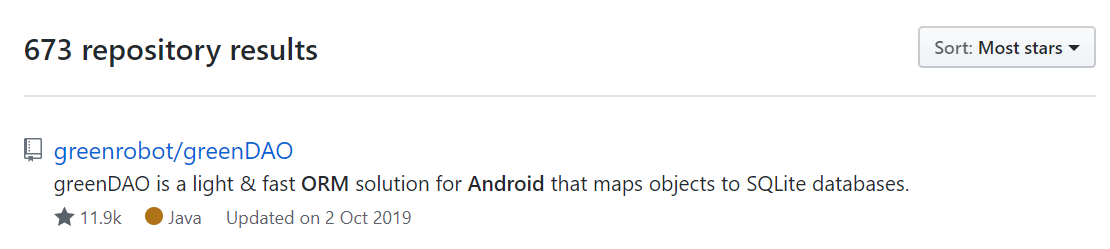 673 repository results
Sort: Most stars
greenrobot/greenDAO
greenDAO is a light & fast ORM solution for Android that maps objects to SQLite databases.
11.9k Java Updated on 2 Oct 2019